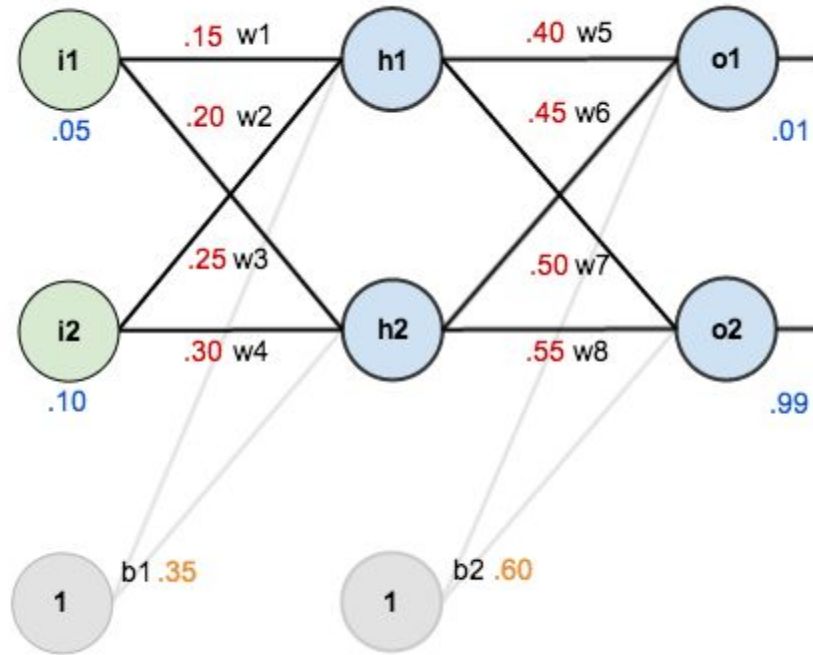 i1 .15 w1 h1 .40 w5 o1
.05 .20 w2 .45 w6 .01
.25 w3 .50 w7
i2 .30 w4 h2 .55 w8 o2
.10 .99
b1 .35 b2 .60
1 1